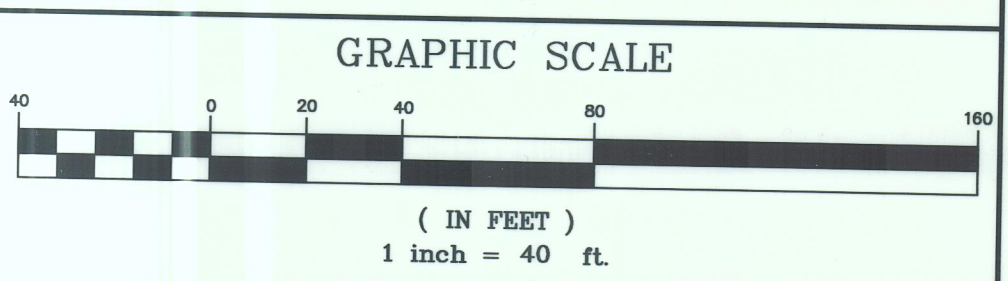 GRAPHIC SCALE
40 0 20 40 80 160
( IN FEET )
1 inch = 40 ft.